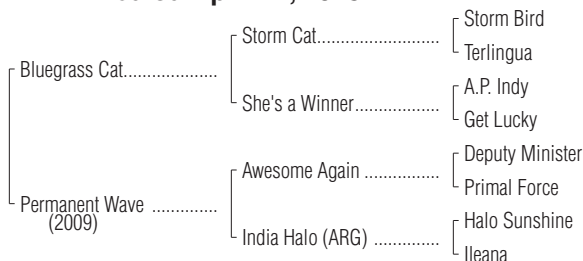 Storm Bird
Storm Cat............................
Terlingua
Bluegrass Cat.....................
A.P. Indy
She's a Winner...................
Get Lucky
Deputy Minister
Awesome Again .................
Primal Force
Permanent Wave ...............
(2009)
Halo Sunshine
India Halo (ARG) ...............
Ileana